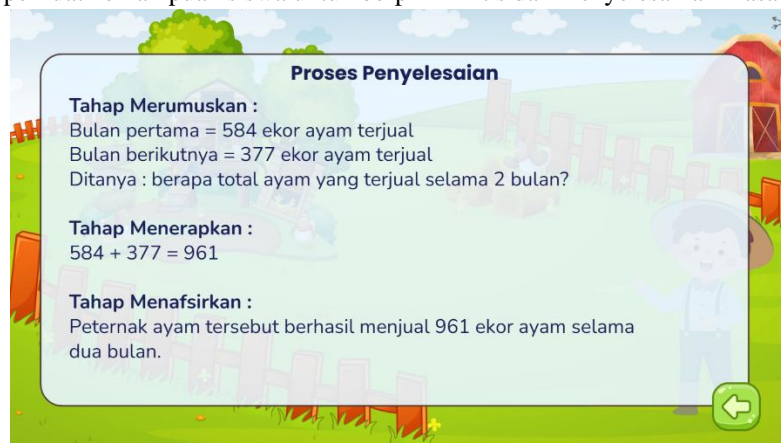 Proses Penyelesaian
Tahap Merumuskan :
Bulan pertama = 584 ekor ayam terjual
Bulan berikutnya = 377 ekor ayam terjual
Ditanya : berapa total ayam yang terjual selama 2 bulan?
Tahap Menerapkan :
584 + 377 = 961
Tahap Menafsirkan :
Peternak ayam tersebut berhasil menjual 961 ekor ayam selama
dua bulan.